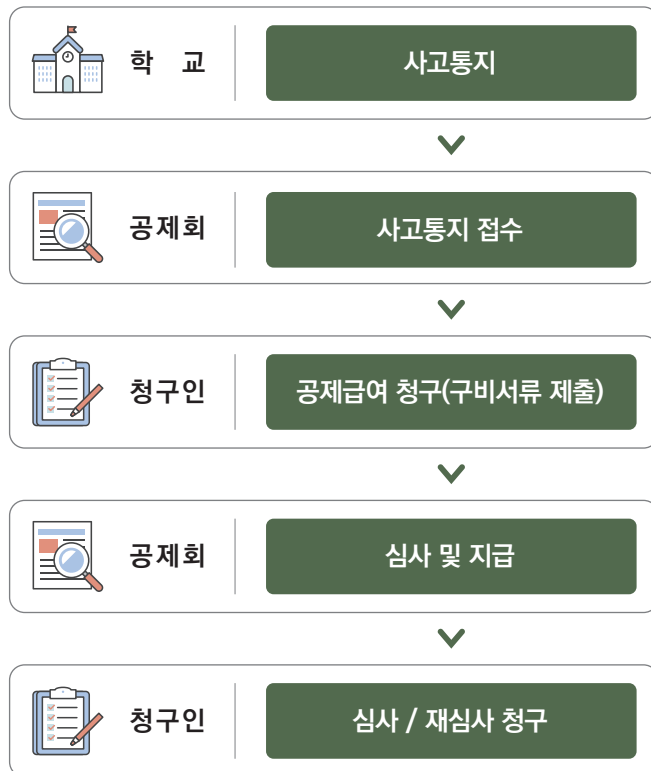 학 교
사고통지
공제회
사고통지 접수
청구인
공제급여 청구(구비서류 제출)
공제회
심사 및 지급
청구인
심사 / 재심사 청구